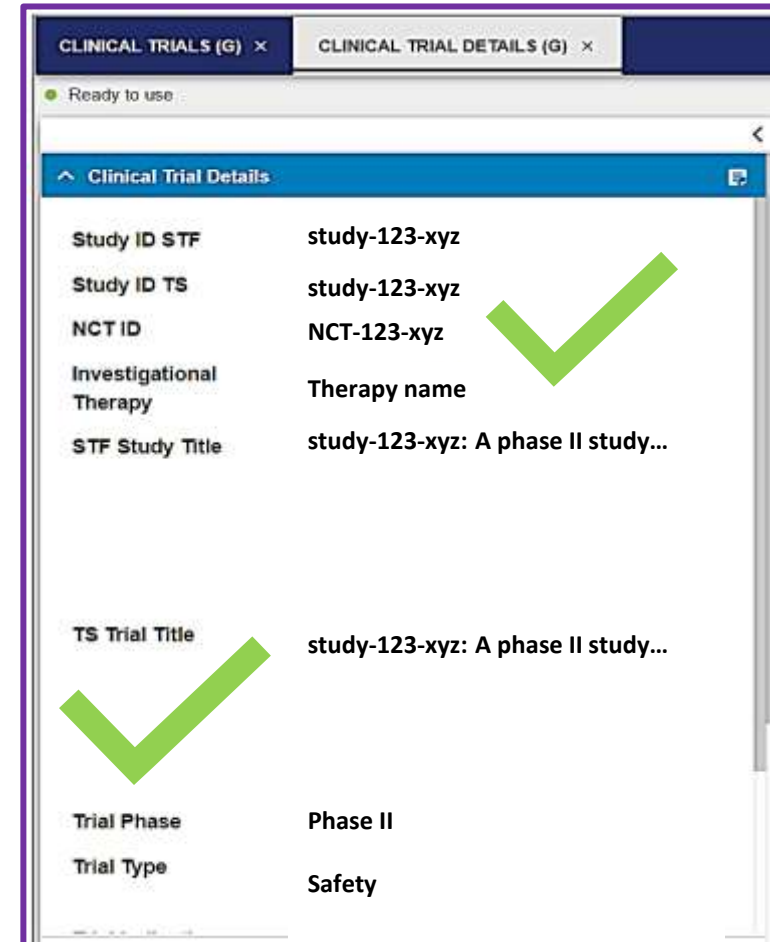 CLINICAL TRIALS (G) × CLINICAL TRIAL DETAILS (G) ×
Ready to use
Clinical Trial Details
Study ID STF study-123-xyz
Study ID TS study-123-xyz
NCT ID NCT-123-xyz
Investigational
Therapy Therapy name
STF Study Title study-123-xyz: A phase II study...
TS Trial Title study-123-xyz: A phase II study...
Trial Phase Phase II
Trial Type Safety